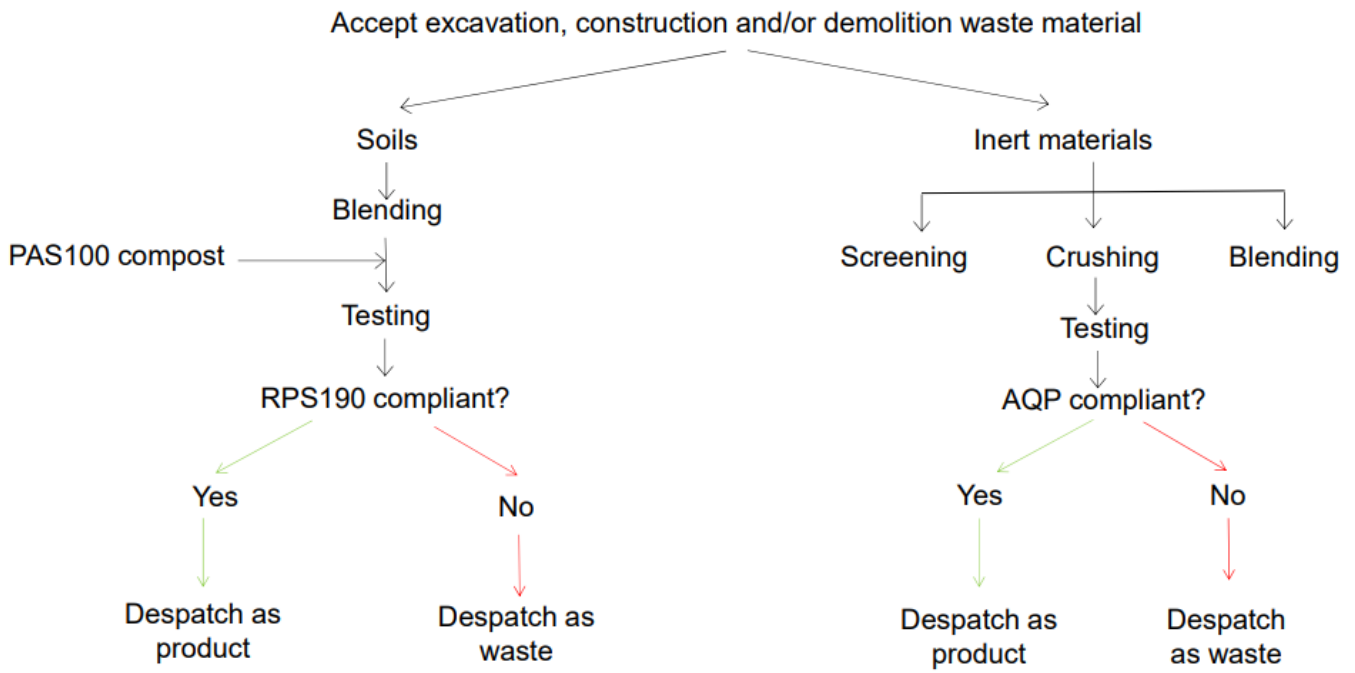 Accept excavation, construction and/or demolition waste material
Soils
Inert materials
Blending
PAS100 compost
Screening
Crushing
Blending
Testing
Testing
RPS190 compliant?
AQP compliant?
Yes
No
Yes
No
Despatch as
product
Despatch as
waste
Despatch as
product
Despatch
as waste